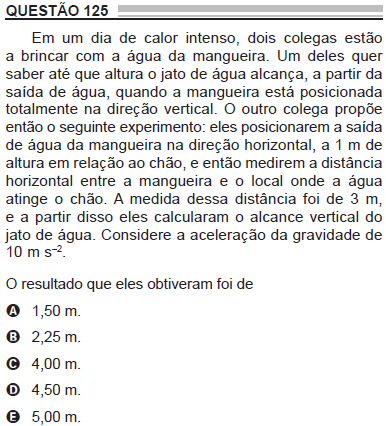 QUESTÃO 125
Em um dia de calor intenso, dois colegas estão
a brincar com a água da mangueira. Um deles quer
saber até que altura o jato de água alcança, a partir da
saída de água, quando a mangueira está posicionada
totalmente na direção vertical. O outro colega propõe
então o seguinte experimento: eles posicionarem a saída
de água da mangueira na direção horizontal, a 1 m de
altura em relação ao chão, e então medirem a distância
horizontal entre a mangueira e o local onde a água
atinge o chão. A medida dessa distância foi de 3 m,
e a partir disso eles calcularam o alcance vertical do
jato de água. Considere a aceleração da gravidade de
10 m s⁻².
O resultado que eles obtiveram foi de
A 1,50 m.
B 2,25 m.
C 4,00 m.
D 4,50 m.
E 5,00 m.